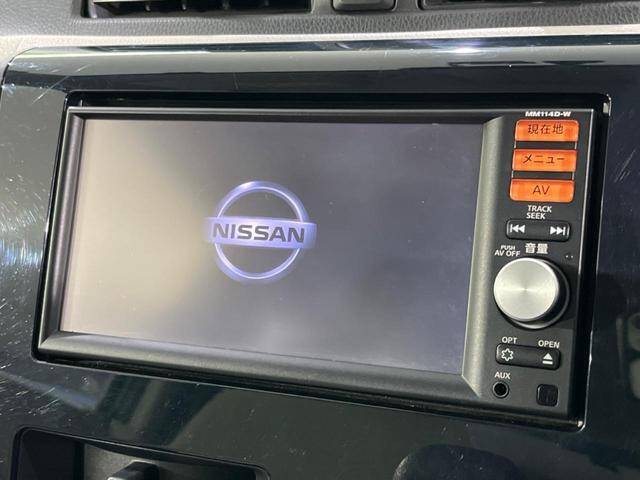 MM114D-W
現在地
メニュー
AV
TRACK
SEEK
音量
PUSH
AV OFF
NISSAN
OPT
OPEN
AUX